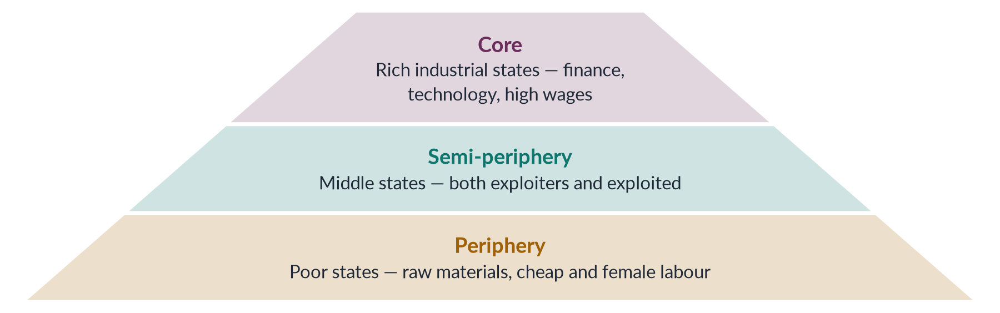 Core
Rich industrial states — finance,
technology, high wages
Semi-periphery
Middle states — both exploiters and exploited
Periphery
Poor states — raw materials, cheap and female labour